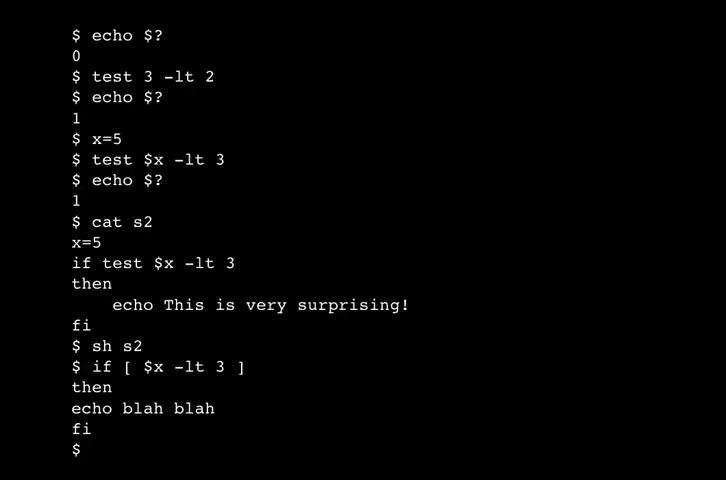 $ echo $?
0
$ test 3 -lt 2
$ echo $?
1
$ x=5
$ test $x -lt 3
$ echo $?
1
$ cat s2
x=5
if test $x -lt 3
then
    echo This is very surprising!
fi
$ sh s2
$ if [ $x -lt 3 ]
then
echo blah blah
fi
$